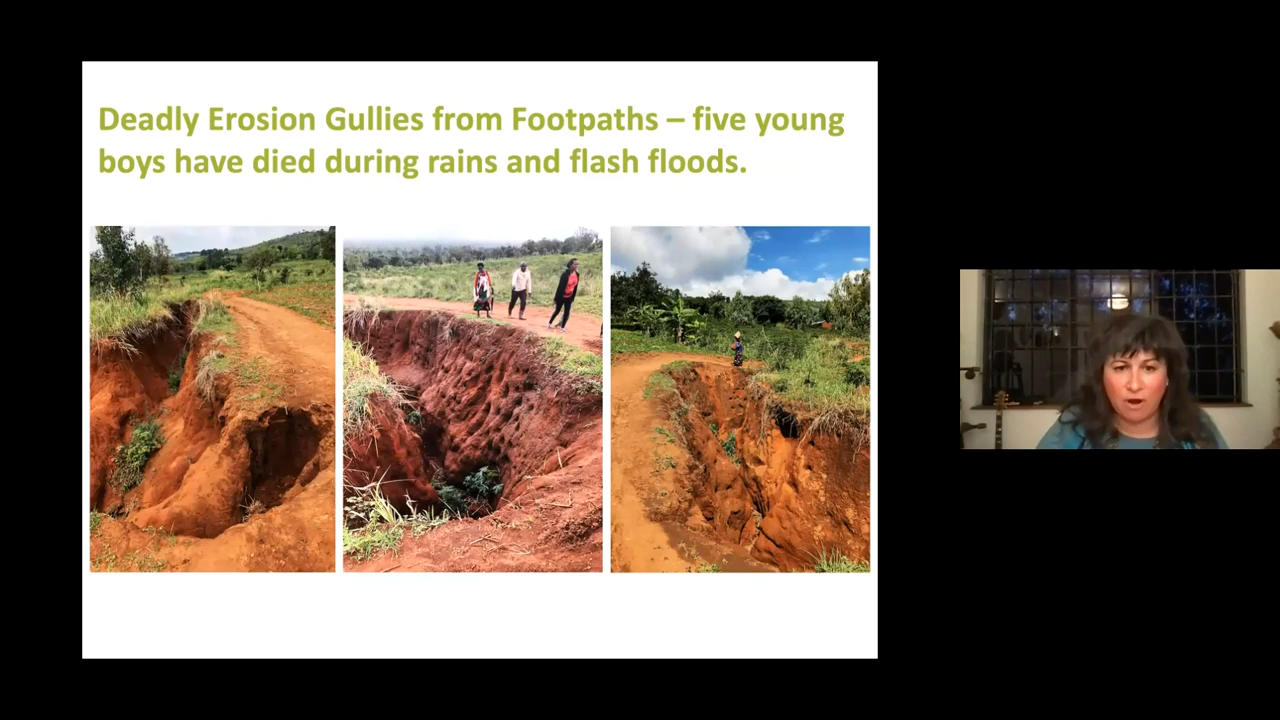 Deadly Erosion Gullies from Footpaths – five young
boys have died during rains and flash floods.